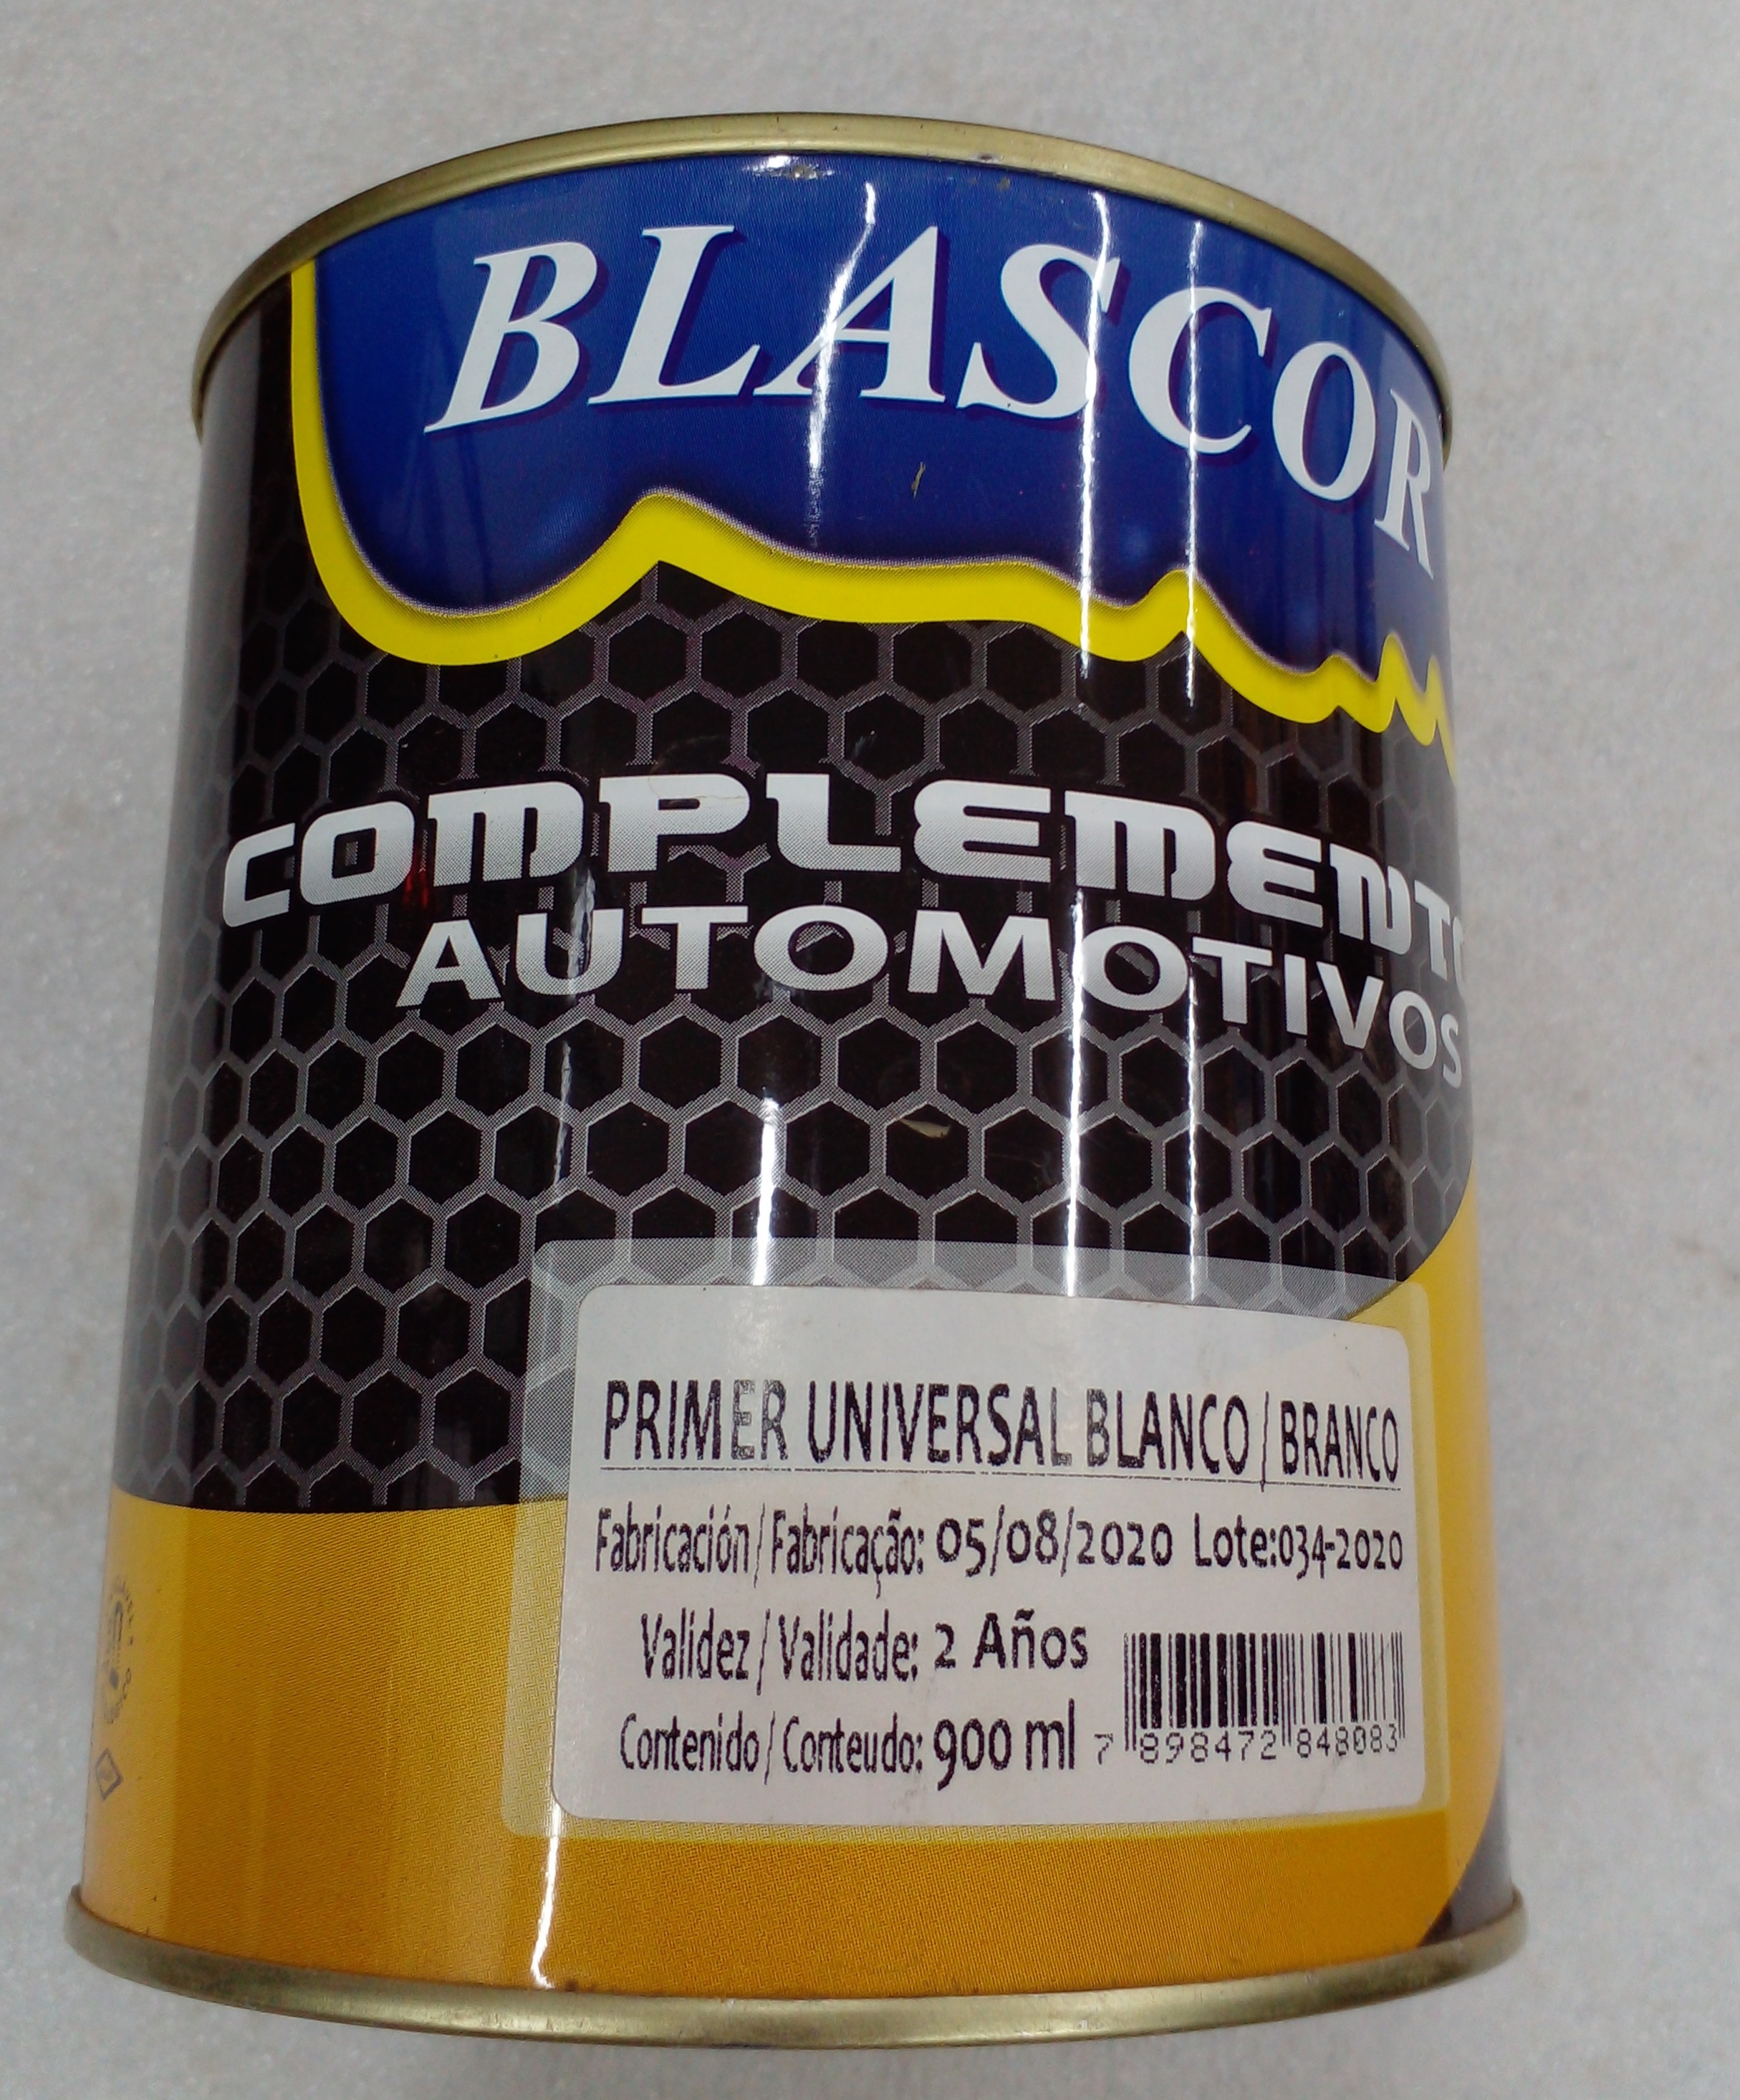 BLASCOR
COMPLEMENTO
AUTOMOTIVOS
PRIMER UNIVERSAL BLANCO / BRANCO
Fabricación / Fabricação: 05/08/2020 Lote:034-2020
Validez / Validade: 2 Años
Contenido / Conteudo: 900 ml
7 898472 848083